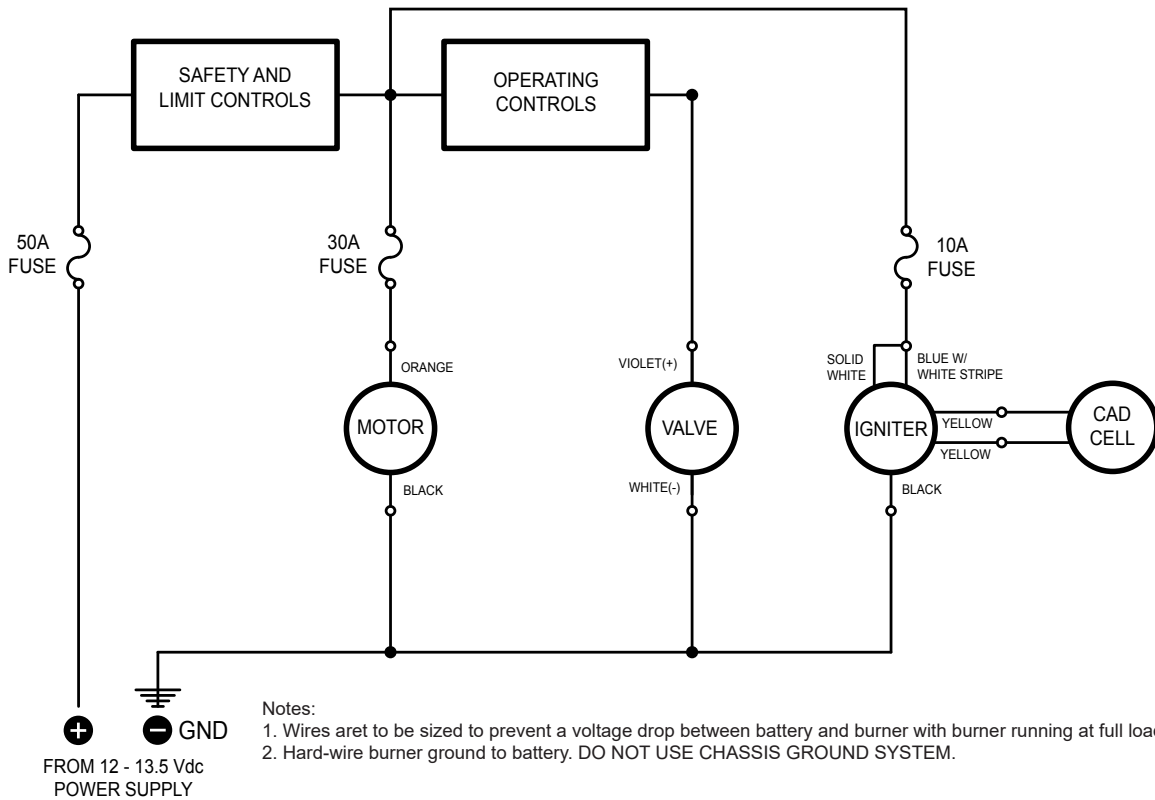 SAFETY AND
LIMIT CONTROLS
OPERATING
CONTROLS
50A
FUSE
30A
FUSE
10A
FUSE
ORANGE
VIOLET(+)
SOLID
WHITE
BLUE W/
WHITE STRIPE
MOTOR
VALVE
IGNITER
YELLOW
YELLOW
CAD
CELL
BLACK
WHITE(-)
BLACK
+
- GND
FROM 12 - 13.5 Vdc
POWER SUPPLY
Notes:
1. Wires aret to be sized to prevent a voltage drop between battery and burner with burner running at full
2. Hard-wire burner ground to battery. DO NOT USE CHASSIS GROUND SYSTEM.